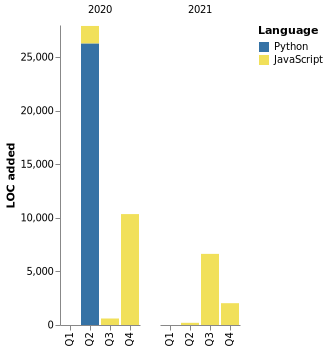 2020
2021
Language
Python
JavaScript
LOC added
25,000
20,000
15,000
10,000
5,000
0
Q1 Q2 Q3 Q4
Q1 Q2 Q3 Q4